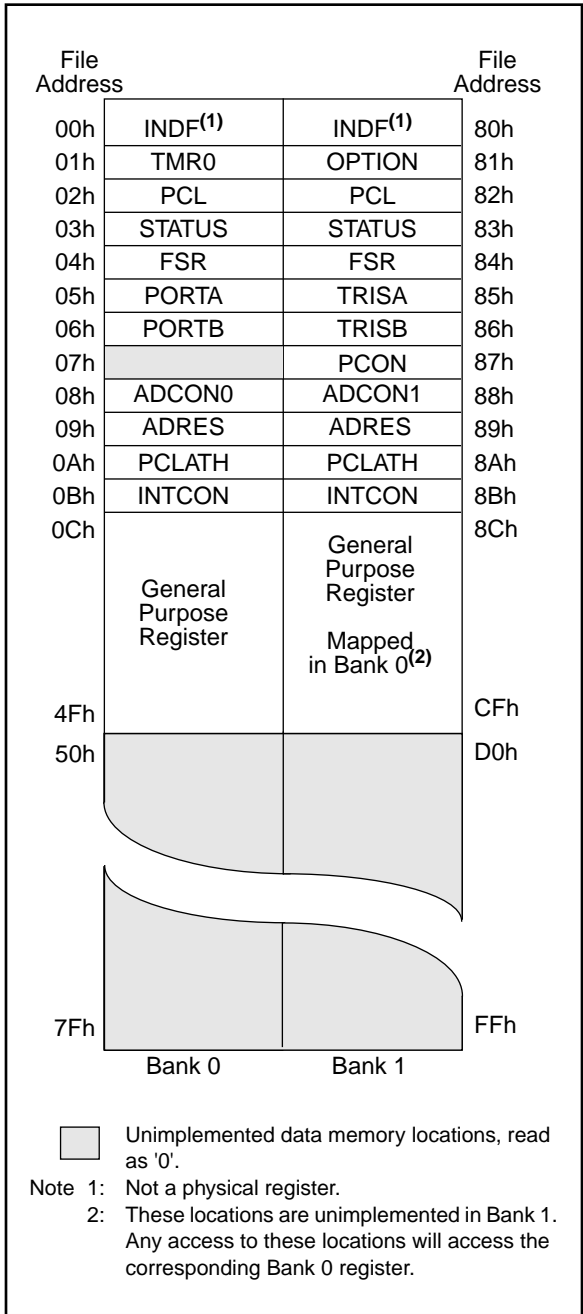 File Address File Address
00h INDF(1) INDF(1) 80h
01h TMR0 OPTION 81h
02h PCL PCL 82h
03h STATUS STATUS 83h
04h FSR FSR 84h
05h PORTA TRISA 85h
06h PORTB TRISB 86h
07h PCON 87h
08h ADCON0 ADCON1 88h
09h ADRES ADRES 89h
0Ah PCLATH PCLATH 8Ah
0Bh INTCON INTCON 8Bh
0Ch 8Ch
General Purpose Register
General Purpose Register
Mapped in Bank 0(2)
4Fh CFh
50h D0h
7Fh FFh
Bank 0 Bank 1
Unimplemented data memory locations, read
as '0'.
Note 1: Not a physical register.
2: These locations are unimplemented in Bank 1.
Any access to these locations will access the
corresponding Bank 0 register.